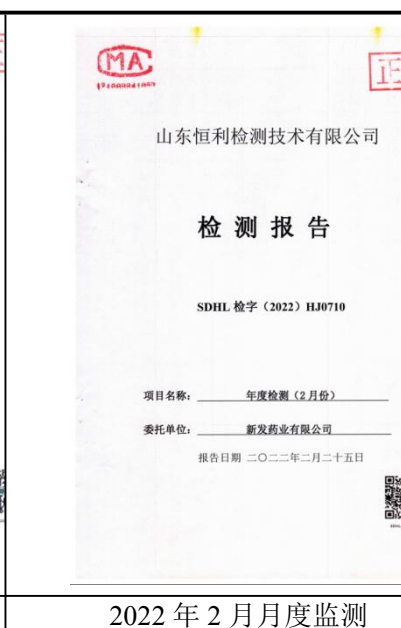 MA
正
山东恒利检测技术有限公司
检测报告
SDHL 检字（2022）HJ0710
项目名称： 年度检测（2月份）
委托单位： 新发药业有限公司
报告日期 二〇二二年二月二十五日
2022 年 2 月月度监测